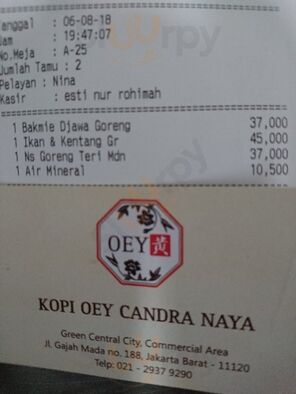 Tanggal : 06-08-18
Jam : 19:47:07
No.Meja : A-25
Jumlah Tamu : 2
Pelayan : Nina
Kasir : esti nur rohimah
1 Bakmie Djawa Goreng 37,000
1 Ikan & Kentang Gr 45,000
1 Ns Goreng Teri Mdn 37,000
1 Air Mineral 10,500
OEY 黃
KOPI OEY CANDRA NAYA
Green Central City, Commercial Area
Jl. Gajah Mada no. 188, Jakarta Barat - 11120
Telp: 021 - 2937 9290